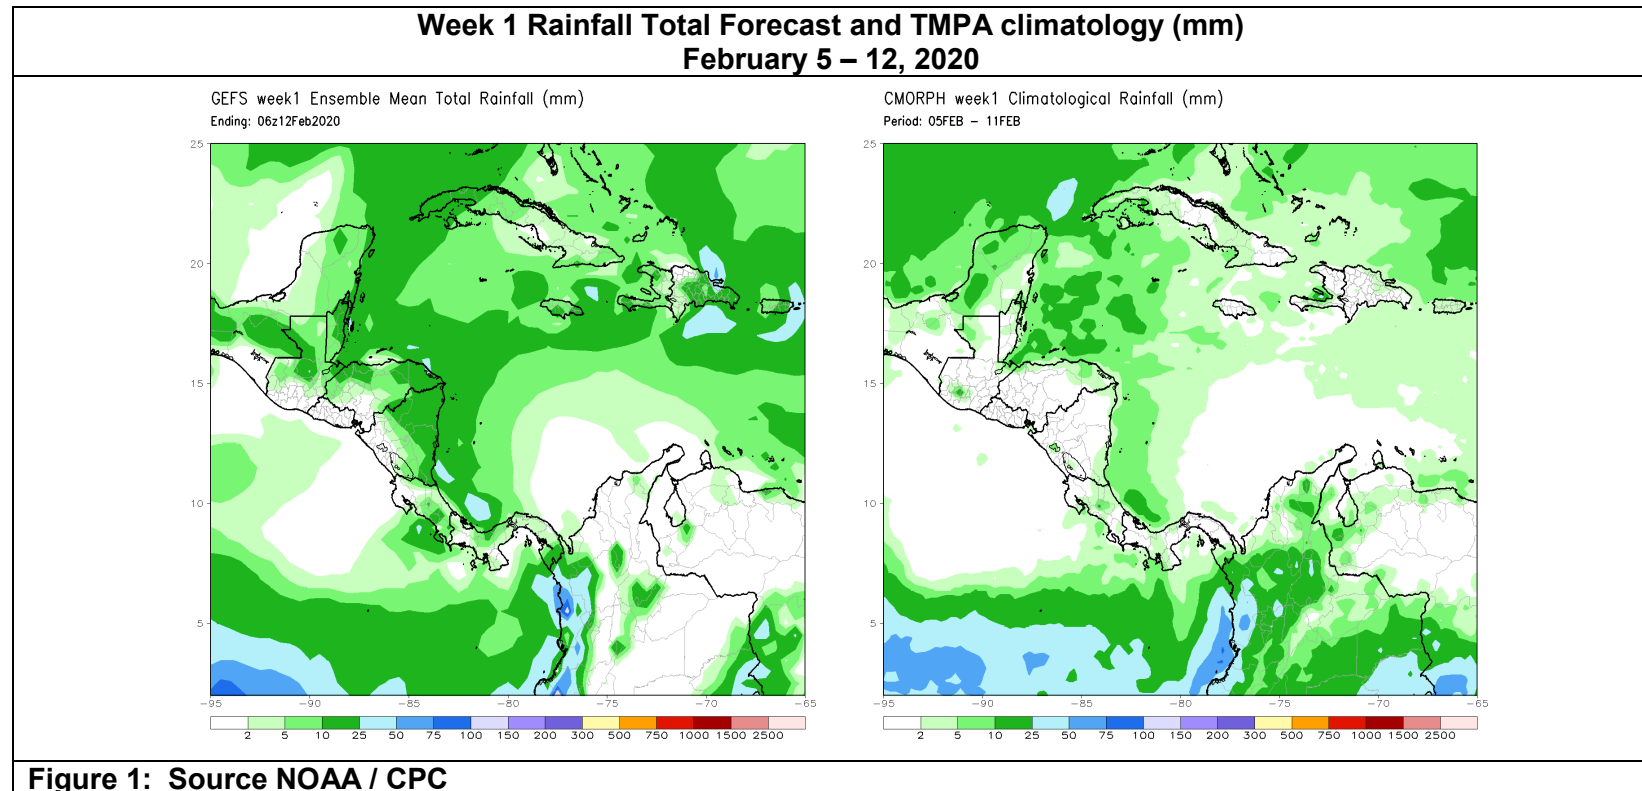 Week 1 Rainfall Total Forecast and TMPA climatology (mm)
February 5 – 12, 2020
GEFS week1 Ensemble Mean Total Rainfall (mm)
Ending: 06z12Feb2020
25
20
15
10
5
-95 -90 -85 -80 -75 -70 -65
2 5 10 25 50 75 100 150 200 300 500 750 1000 1500 2500
CMORPH week1 Climatological Rainfall (mm)
Period: 05FEB - 11FEB
25
20
15
10
5
-95 -90 -85 -80 -75 -70 -65
2 5 10 25 50 75 100 150 200 300 500 750 1000 1500 2500
Figure 1: Source NOAA / CPC